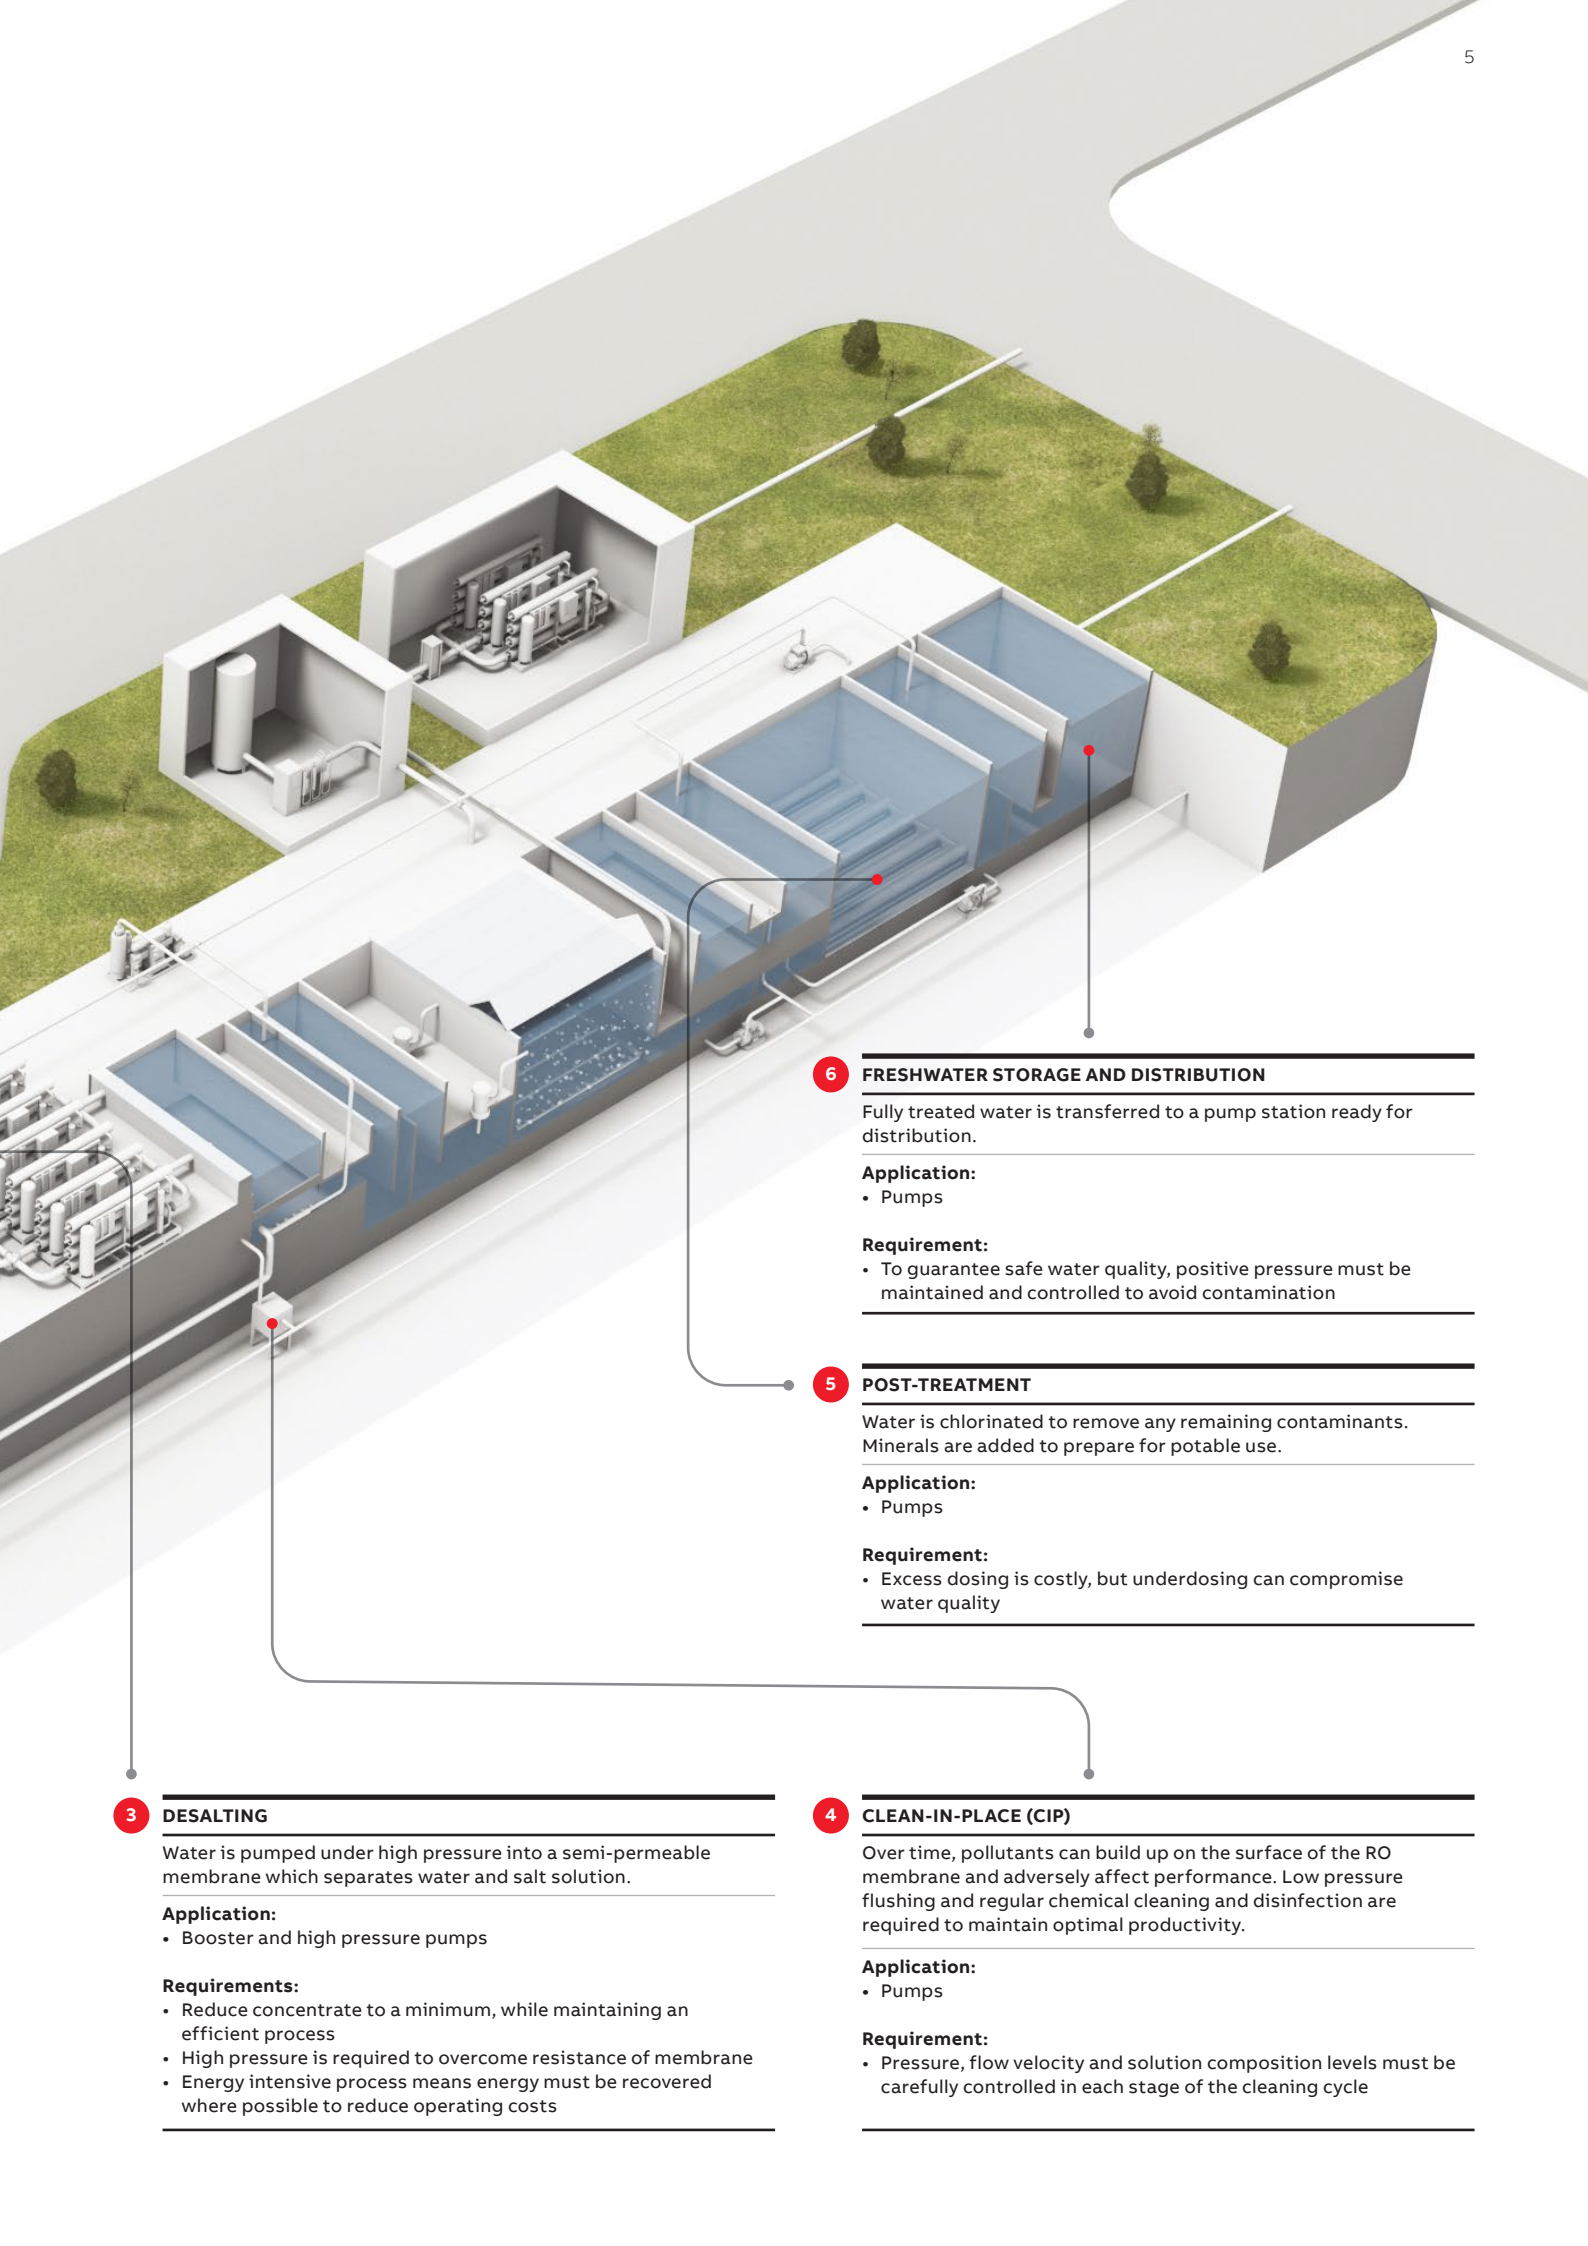 5
6
FRESHWATER STORAGE AND DISTRIBUTION
Fully treated water is transferred to a pump station ready for
distribution.
Application:
• Pumps
Requirement:
• To guarantee safe water quality, positive pressure must be
maintained and controlled to avoid contamination
5
POST-TREATMENT
Water is chlorinated to remove any remaining contaminants.
Minerals are added to prepare for potable use.
Application:
• Pumps
Requirement:
• Excess dosing is costly, but underdosing can compromise
water quality
3
DESALTING
Water is pumped under high pressure into a semi-permeable
membrane which separates water and salt solution.
Application:
• Booster and high pressure pumps
Requirements:
• Reduce concentrate to a minimum, while maintaining an
efficient process
• High pressure is required to overcome resistance of membrane
• Energy intensive process means energy must be recovered
where possible to reduce operating costs
4
CLEAN-IN-PLACE (CIP)
Over time, pollutants can build up on the surface of the RO
membrane and adversely affect performance. Low pressure
flushing and regular chemical cleaning and disinfection are
required to maintain optimal productivity.
Application:
• Pumps
Requirement:
• Pressure, flow velocity and solution composition levels must be
carefully controlled in each stage of the cleaning cycle